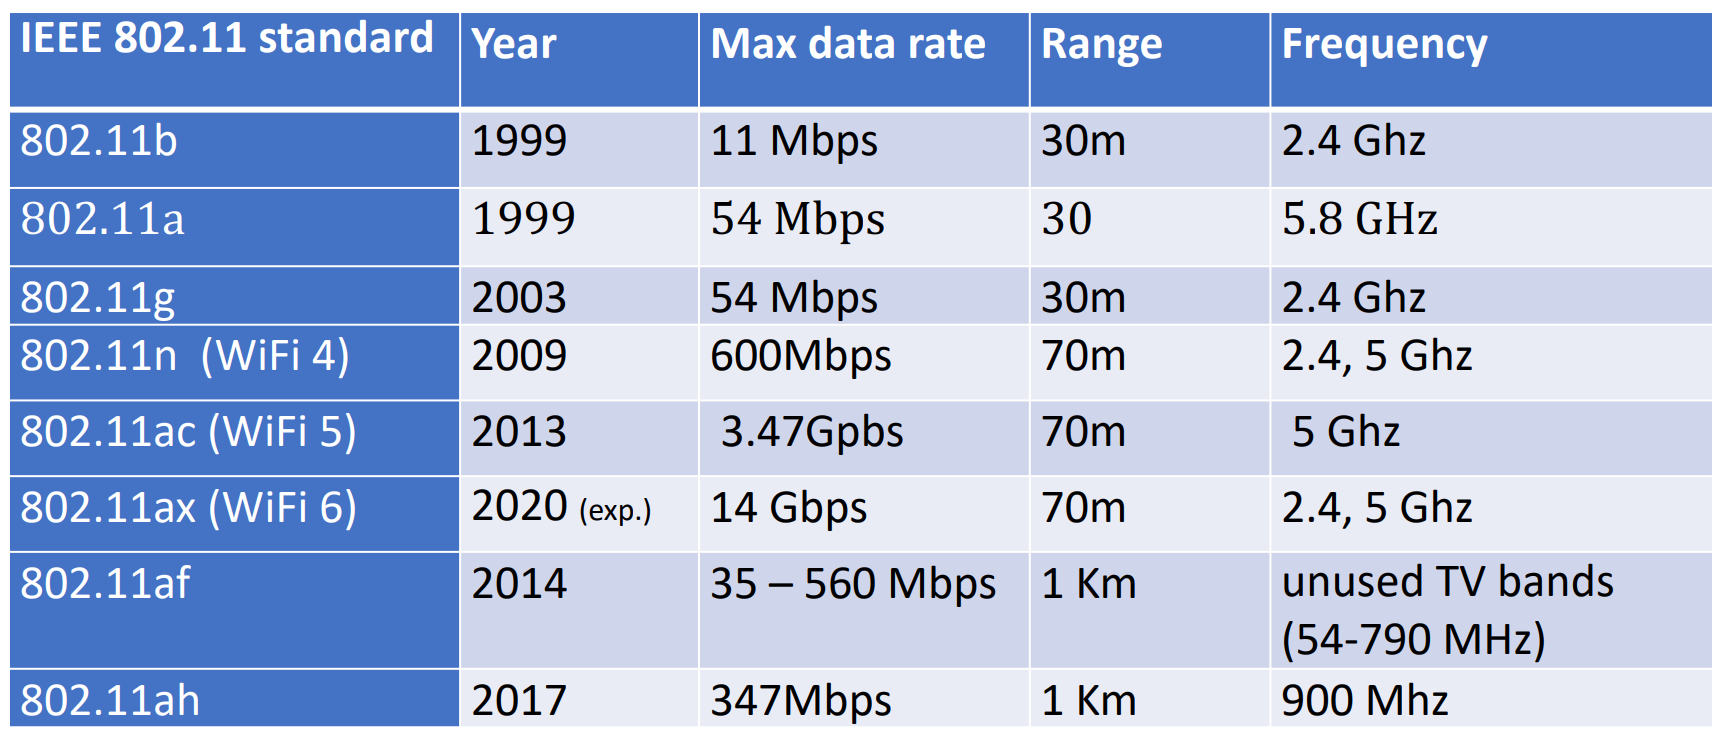 IEEE 802.11 standard Year Max data rate Range Frequency
802.11b 1999 11 Mbps 30m 2.4 Ghz
802.11a 1999 54 Mbps 30 5.8 GHz
802.11g 2003 54 Mbps 30m 2.4 Ghz
802.11n (WiFi 4) 2009 600Mbps 70m 2.4, 5 Ghz
802.11ac (WiFi 5) 2013 3.47Gpbs 70m 5 Ghz
802.11ax (WiFi 6) 2020 (exp.) 14 Gbps 70m 2.4, 5 Ghz
802.11af 2014 35 – 560 Mbps 1 Km unused TV bands
(54-790 MHz)
802.11ah 2017 347Mbps 1 Km 900 Mhz